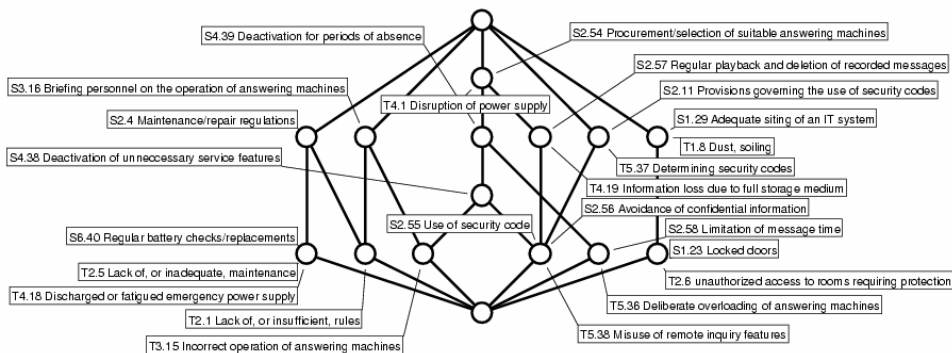 S4.39 Deactivation for periods of absence
S2.54 Procurement/selection of suitable answering machines
S2.57 Regular playback and deletion of recorded messages
S3.16 Briefing personnel on the operation of answering machines
T4.1 Disruption of power supply
S2.11 Provisions governing the use of security codes
S2.4 Maintenance/repair regulations
S1.29 Adequate siting of an IT system
T1.8 Dust, soiling
S4.38 Deactivation of unneccessary service features
T5.37 Determining security codes
T4.19 Information loss due to full storage medium
S2.56 Avoidance of confidential information
S2.55 Use of security code
S2.58 Limitation of message time
S6.40 Regular battery checks/replacements
S1.23 Locked doors
T2.5 Lack of, or inadequate, maintenance
T2.6 unauthorized access to rooms requiring protection
T4.18 Discharged or fatigued emergency power supply
T5.36 Deliberate overloading of answering machines
T2.1 Lack of, or insufficient, rules
T5.38 Misuse of remote inquiry features
T3.15 Incorrect operation of answering machines